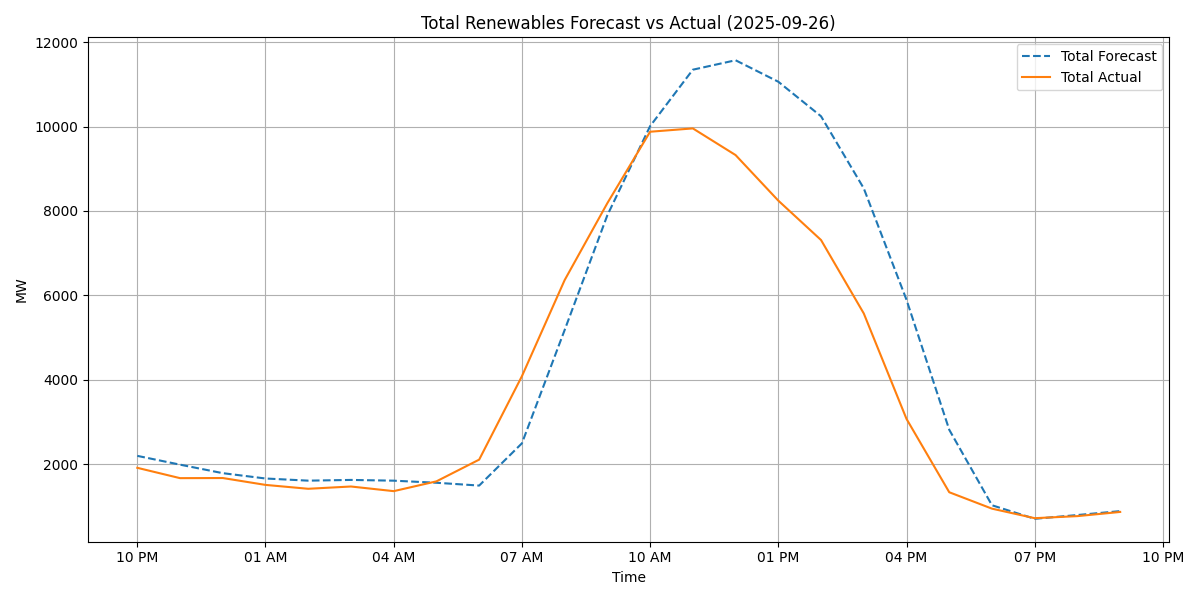 Total Renewables Forecast vs Actual (2025-09-26)
12000
10000
8000
6000
4000
2000
MW
Total Forecast
Total Actual
10 PM 01 AM 04 AM 07 AM 10 AM 01 PM 04 PM 07 PM 10 PM
Time